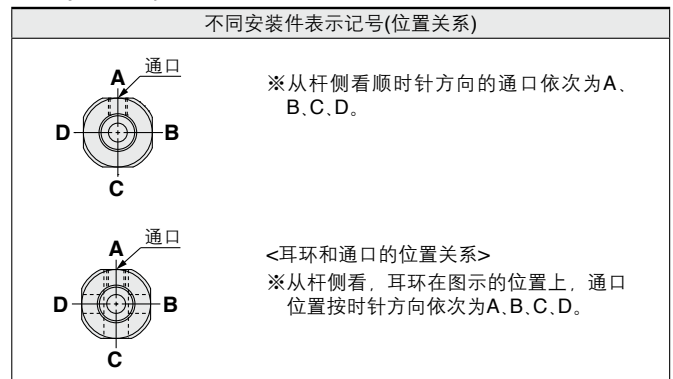 不同安装件表示记号(位置关系)
通口
A
D
B
C
※从杆侧看顺时针方向的通口依次为A、
B、C、D。
通口
A
D
B
C
<耳环和通口的位置关系>
※从杆侧看，耳环在图示的位置上，通口
位置按时针方向依次为A、B、C、D。